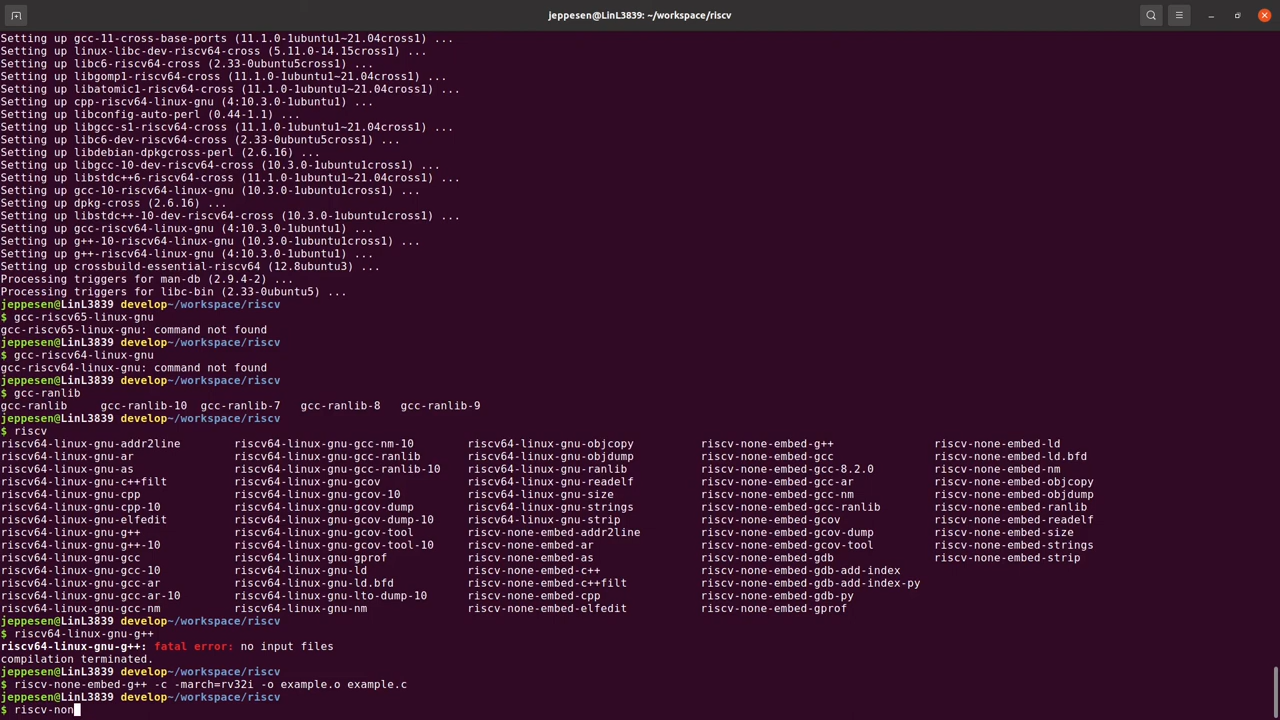 jeppesen@LinL3839: ~/workspace/riscv
Setting up gcc-11-cross-base-ports (11.1.0-1ubuntu1~21.04cross1) ...
Setting up linux-libc-dev-riscv64-cross (5.11.0-14.15cross1) ...
Setting up libc6-riscv64-cross (2.33-0ubuntu5cross1) ...
Setting up libgomp1-riscv64-cross (11.1.0-1ubuntu1~21.04cross1) ...
Setting up libatomic1-riscv64-cross (11.1.0-1ubuntu1~21.04cross1) ...
Setting up cpp-riscv64-linux-gnu (4:10.3.0-1ubuntu1) ...
Setting up libconfig-auto-perl (0.44-1.1) ...
Setting up libgcc-s1-riscv64-cross (11.1.0-1ubuntu1~21.04cross1) ...
Setting up libc6-dev-riscv64-cross (2.33-0ubuntu5cross1) ...
Setting up libdebian-dpkgcross-perl (2.6.16) ...
Setting up libgcc-10-dev-riscv64-cross (10.3.0-1ubuntu1cross1) ...
Setting up libstdc++6-riscv64-cross (11.1.0-1ubuntu1~21.04cross1) ...
Setting up gcc-10-riscv64-linux-gnu (10.3.0-1ubuntu1cross1) ...
Setting up dpkg-cross (2.6.16) ...
Setting up libstdc++-10-dev-riscv64-cross (10.3.0-1ubuntu1cross1) ...
Setting up gcc-riscv64-linux-gnu (4:10.3.0-1ubuntu1) ...
Setting up g++-10-riscv64-linux-gnu (10.3.0-1ubuntu1cross1) ...
Setting up g++-riscv64-linux-gnu (4:10.3.0-1ubuntu1) ...
Setting up crossbuild-essential-riscv64 (12.8ubuntu3) ...
Processing triggers for man-db (2.9.4-2) ...
Processing triggers for libc-bin (2.33-0ubuntu5) ...
jeppesen@LinL3839 develop~/workspace/riscv
$ gcc-riscv65-linux-gnu
gcc-riscv65-linux-gnu: command not found
jeppesen@LinL3839 develop~/workspace/riscv
$ gcc-riscv64-linux-gnu
gcc-riscv64-linux-gnu: command not found
jeppesen@LinL3839 develop~/workspace/riscv
$ gcc-ranlib
gcc-ranlib gcc-ranlib-10 gcc-ranlib-7 gcc-ranlib-8 gcc-ranlib-9
jeppesen@LinL3839 develop~/workspace/riscv
$ riscv
riscv64-linux-gnu-addr2line riscv64-linux-gnu-gcc-nm-10 riscv64-linux-gnu-objcopy riscv-none-embed-g++ riscv-none-embed-ld
riscv64-linux-gnu-ar riscv64-linux-gnu-gcc-ranlib riscv64-linux-gnu-objdump riscv-none-embed-gcc riscv-none-embed-ld.bfd
riscv64-linux-gnu-as riscv64-linux-gnu-gcc-ranlib-10 riscv64-linux-gnu-ranlib riscv-none-embed-gcc-8.2.0 riscv-none-embed-nm
riscv64-linux-gnu-c++filt riscv64-linux-gnu-gcov riscv64-linux-gnu-readelf riscv-none-embed-gcc-ar riscv-none-embed-objcopy
riscv64-linux-gnu-cpp riscv64-linux-gnu-gcov-10 riscv64-linux-gnu-size riscv-none-embed-gcc-nm riscv-none-embed-objdump
riscv64-linux-gnu-cpp-10 riscv64-linux-gnu-gcov-dump riscv64-linux-gnu-strings riscv-none-embed-gcc-ranlib riscv-none-embed-ranlib
riscv64-linux-gnu-elfedit riscv64-linux-gnu-gcov-dump-10 riscv64-linux-gnu-strip riscv-none-embed-gcov riscv-none-embed-readelf
riscv64-linux-gnu-g++ riscv64-linux-gnu-gcov-tool riscv-none-embed-addr2line riscv-none-embed-gcov-dump riscv-none-embed-size
riscv64-linux-gnu-g++-10 riscv64-linux-gnu-gcov-tool-10 riscv-none-embed-ar riscv-none-embed-gcov-tool riscv-none-embed-strings
riscv64-linux-gnu-gcc riscv64-linux-gnu-gprof riscv-none-embed-as riscv-none-embed-gdb riscv-none-embed-strip
riscv64-linux-gnu-gcc-10 riscv64-linux-gnu-ld riscv-none-embed-c++ riscv-none-embed-gdb-add-index
riscv64-linux-gnu-gcc-ar riscv64-linux-gnu-ld.bfd riscv-none-embed-c++filt riscv-none-embed-gdb-add-index-py
riscv64-linux-gnu-gcc-ar-10 riscv64-linux-gnu-lto-dump-10 riscv-none-embed-cpp riscv-none-embed-gdb-py
riscv64-linux-gnu-gcc-nm riscv64-linux-gnu-nm riscv-none-embed-elfedit riscv-none-embed-gprof
jeppesen@LinL3839 develop~/workspace/riscv
$ riscv64-linux-gnu-g++
riscv64-linux-gnu-g++: fatal error: no input files
compilation terminated.
jeppesen@LinL3839 develop~/workspace/riscv
$ riscv-none-embed-g++ -c -march=rv32i -o example.o example.c
jeppesen@LinL3839 develop~/workspace/riscv
$ riscv-non